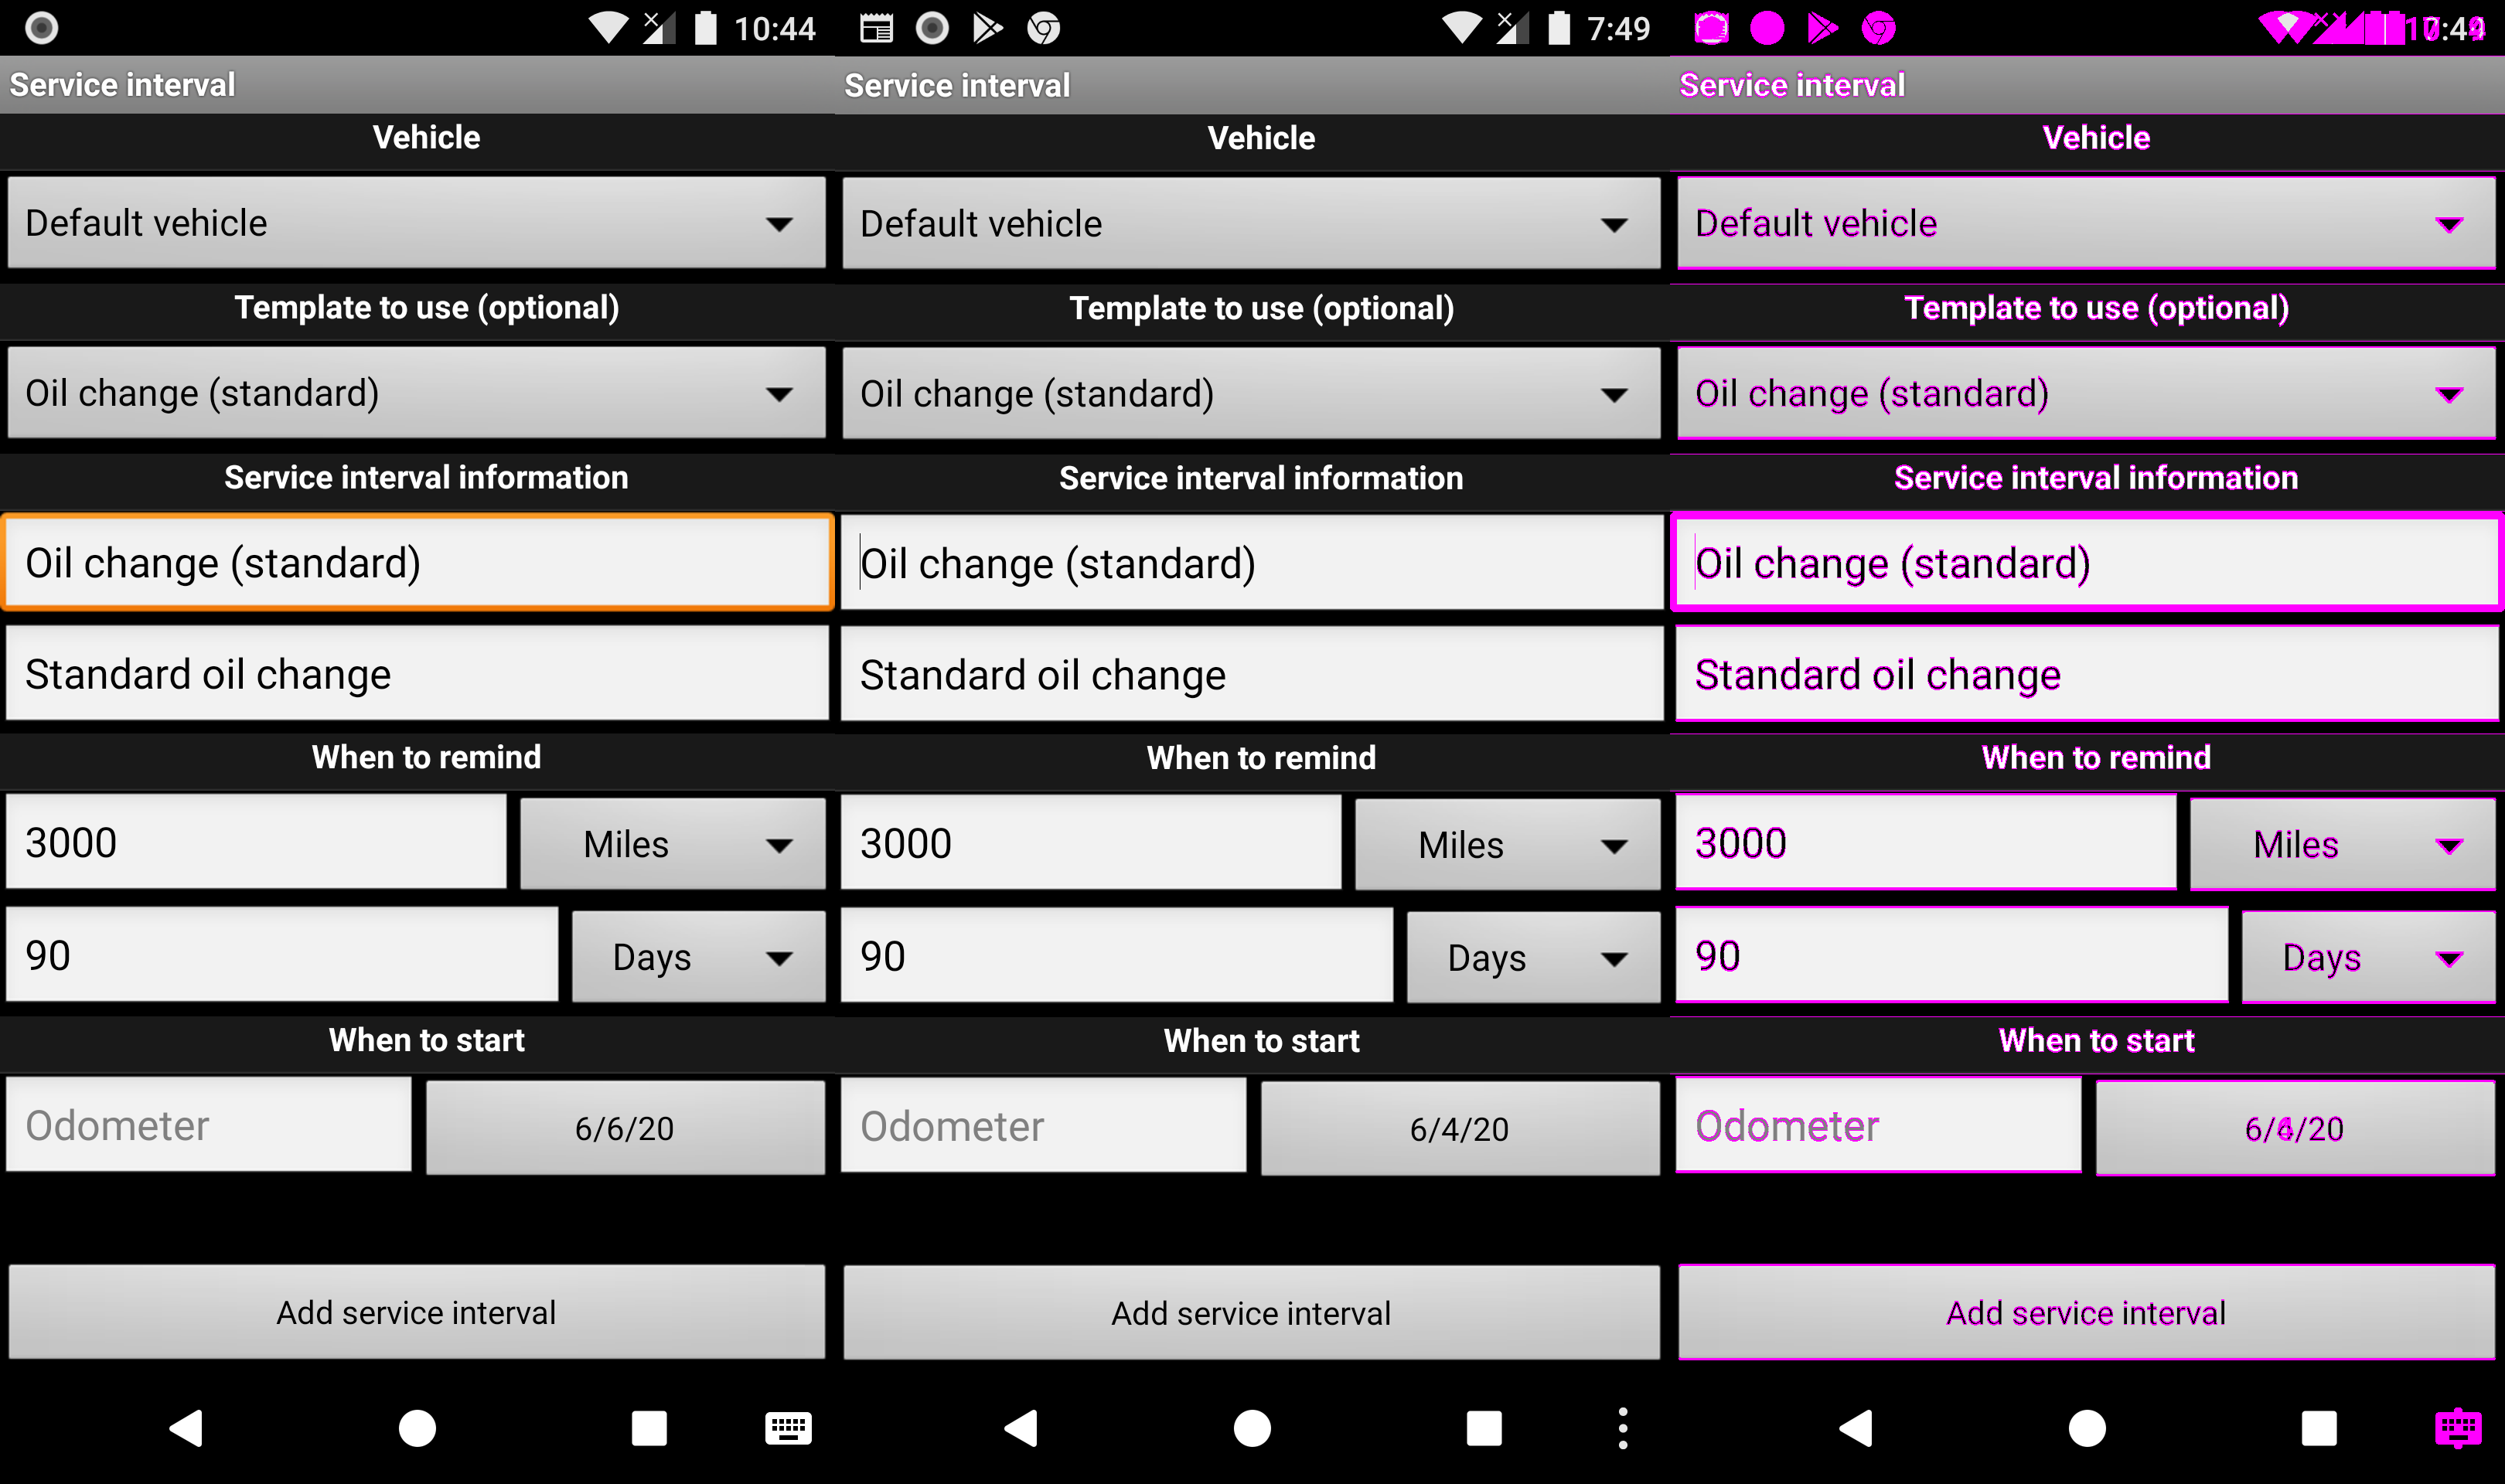 10:44
Service interval
Vehicle
Default vehicle
Template to use (optional)
Oil change (standard)
Service interval information
Oil change (standard)
Standard oil change
When to remind
3000
Miles
90
Days
When to start
Odometer
6/6/20
Add service interval
7:49
Service interval
Vehicle
Default vehicle
Template to use (optional)
Oil change (standard)
Service interval information
Oil change (standard)
Standard oil change
When to remind
3000
Miles
90
Days
When to start
Odometer
6/4/20
Add service interval
Service interval
Vehicle
Default vehicle
Template to use (optional)
Oil change (standard)
Service interval information
Oil change (standard)
Standard oil change
When to remind
3000
Miles
90
Days
When to start
Odometer
Add service interval